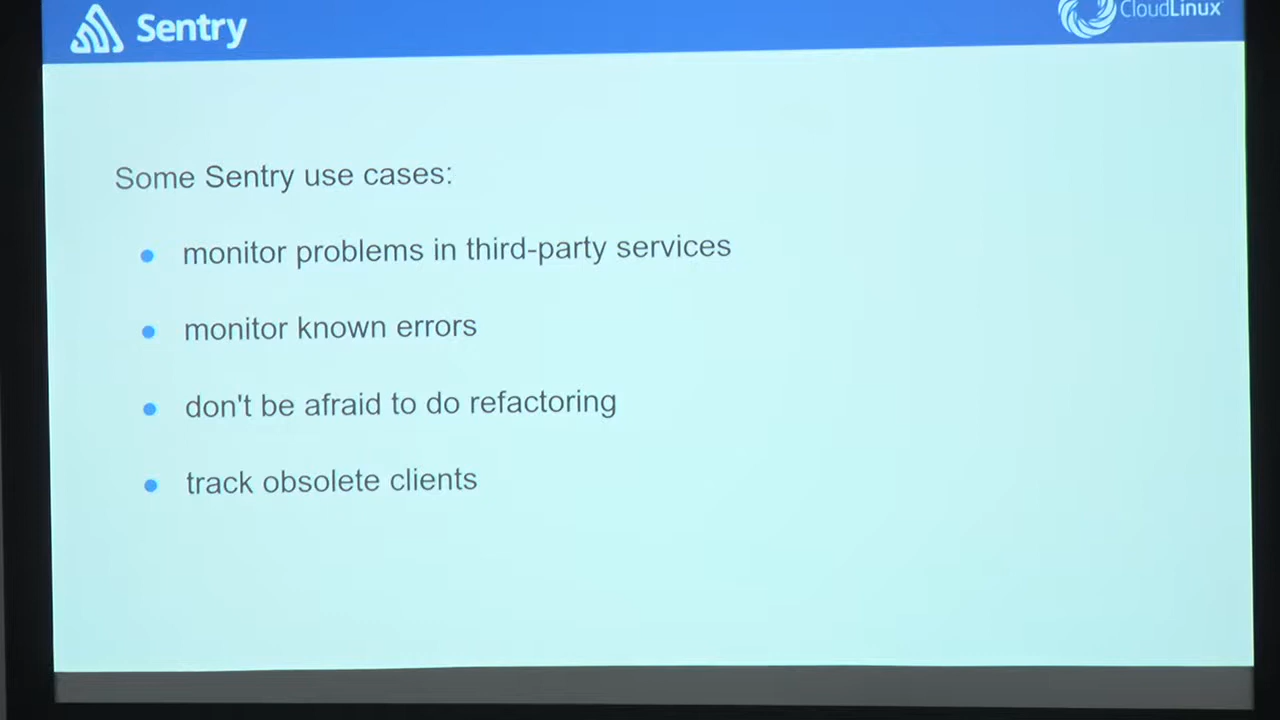 Sentry
CloudLinux
Some Sentry use cases:
monitor problems in third-party services
monitor known errors
don't be afraid to do refactoring
track obsolete clients